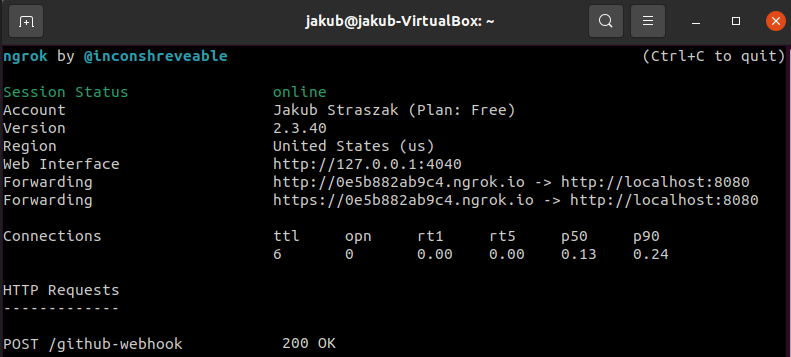 jakub@jakub-VirtualBox: ~
ngrok by @inconshreveable (Ctrl+C to quit)
Session Status online
Account Jakub Straszak (Plan: Free)
Version 2.3.40
Region United States (us)
Web Interface http://127.0.0.1:4040
Forwarding http://0e5b882ab9c4.ngrok.io -> http://localhost:8080
Forwarding https://0e5b882ab9c4.ngrok.io -> http://localhost:8080
Connections ttl opn rt1 rt5 p50 p90
6 0 0.00 0.00 0.13 0.24
HTTP Requests
-------------
POST /github-webhook 200 OK